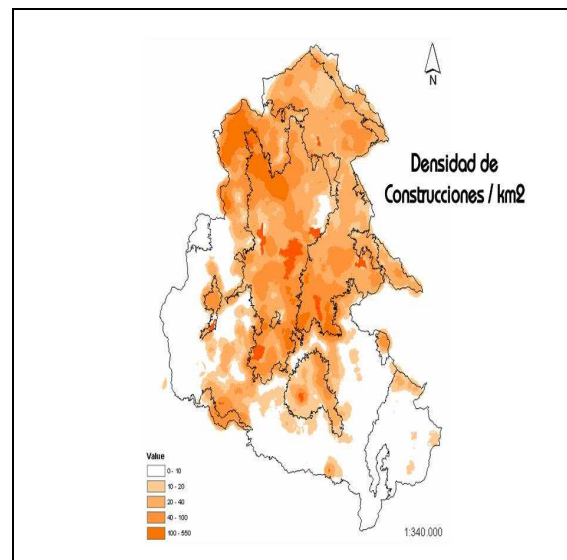 N
Densidad de
Construcciones / km2
Value
0 - 10
10 - 20
20 - 40
40 - 100
100 - 550
1:340.000